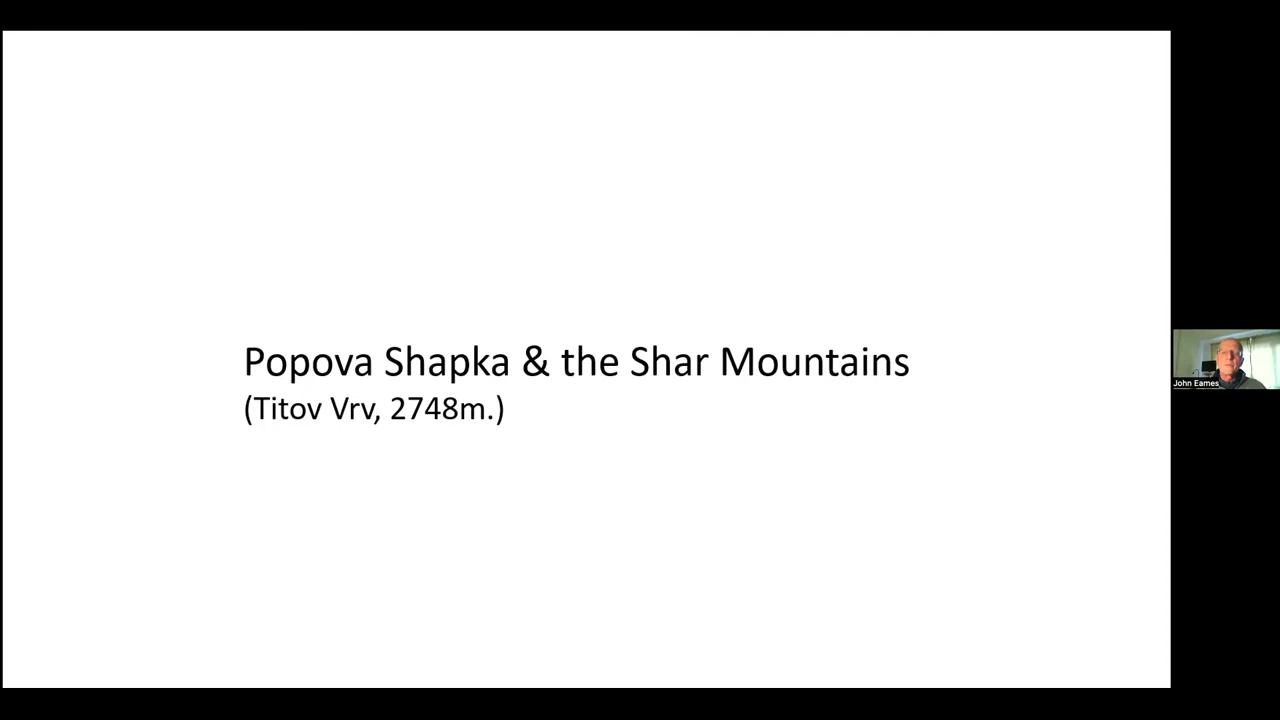 Popova Shapka & the Shar Mountains
(Titov Vrv, 2748m.)
John Eames